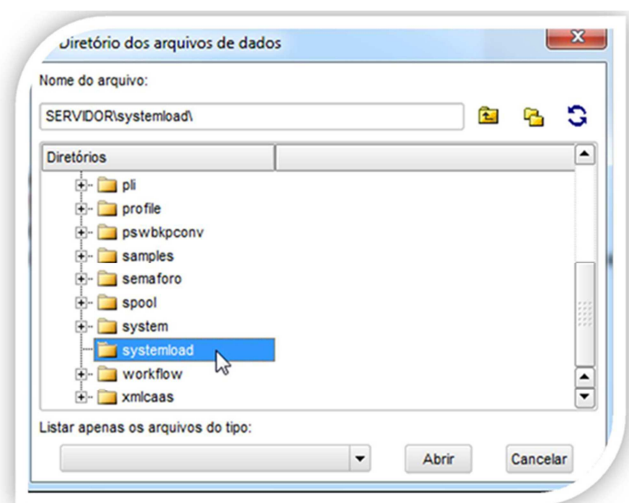 Diretório dos arquivos de dados
Nome do arquivo:
SERVIDOR\systemload\
Diretórios
pli
profile
pswbkpconv
samples
semaforo
spool
system
systemload
workflow
xmlcaas
Listar apenas os arquivos do tipo:
Abrir Cancelar